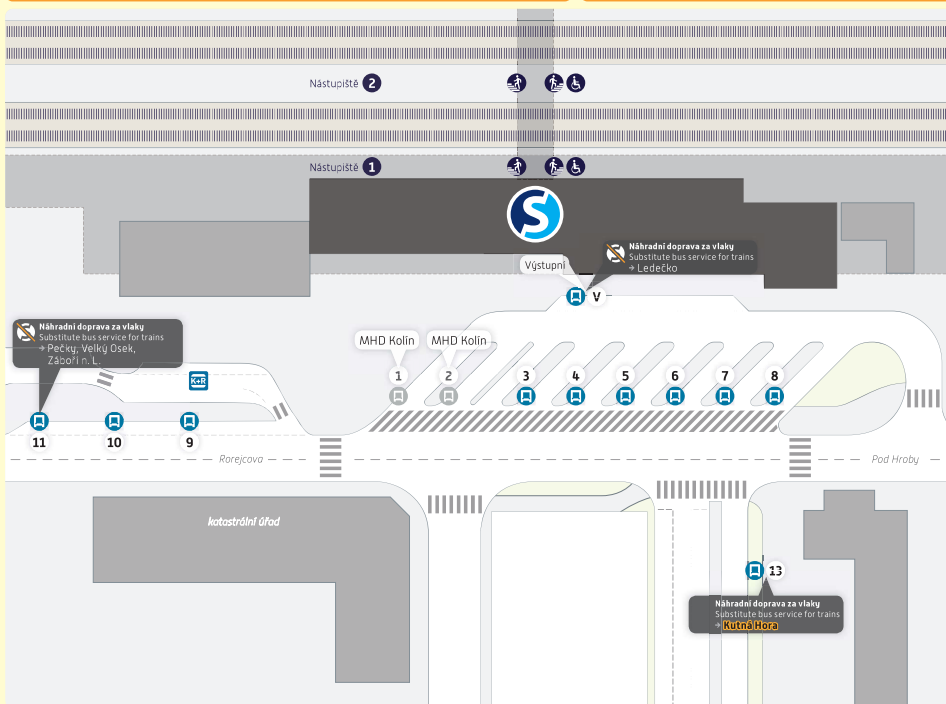 Nástupiště 2
Nástupiště 1
S
Výstupní
Náhradní doprava za vlaky
Substitute bus service for trains
→ Ledečko
V
Náhradní doprava za vlaky
Substitute bus service for trains
→ Pečky, Velký Osek,
Záboří n. L.
MHD Kolín
MHD Kolín
K+R
1
2
3
4
5
6
7
8
11
10
9
Rorejcova
Pod Hroby
katastrální úřad
13
Náhradní doprava za vlaky
Substitute bus service for trains
→ Kutná Hora